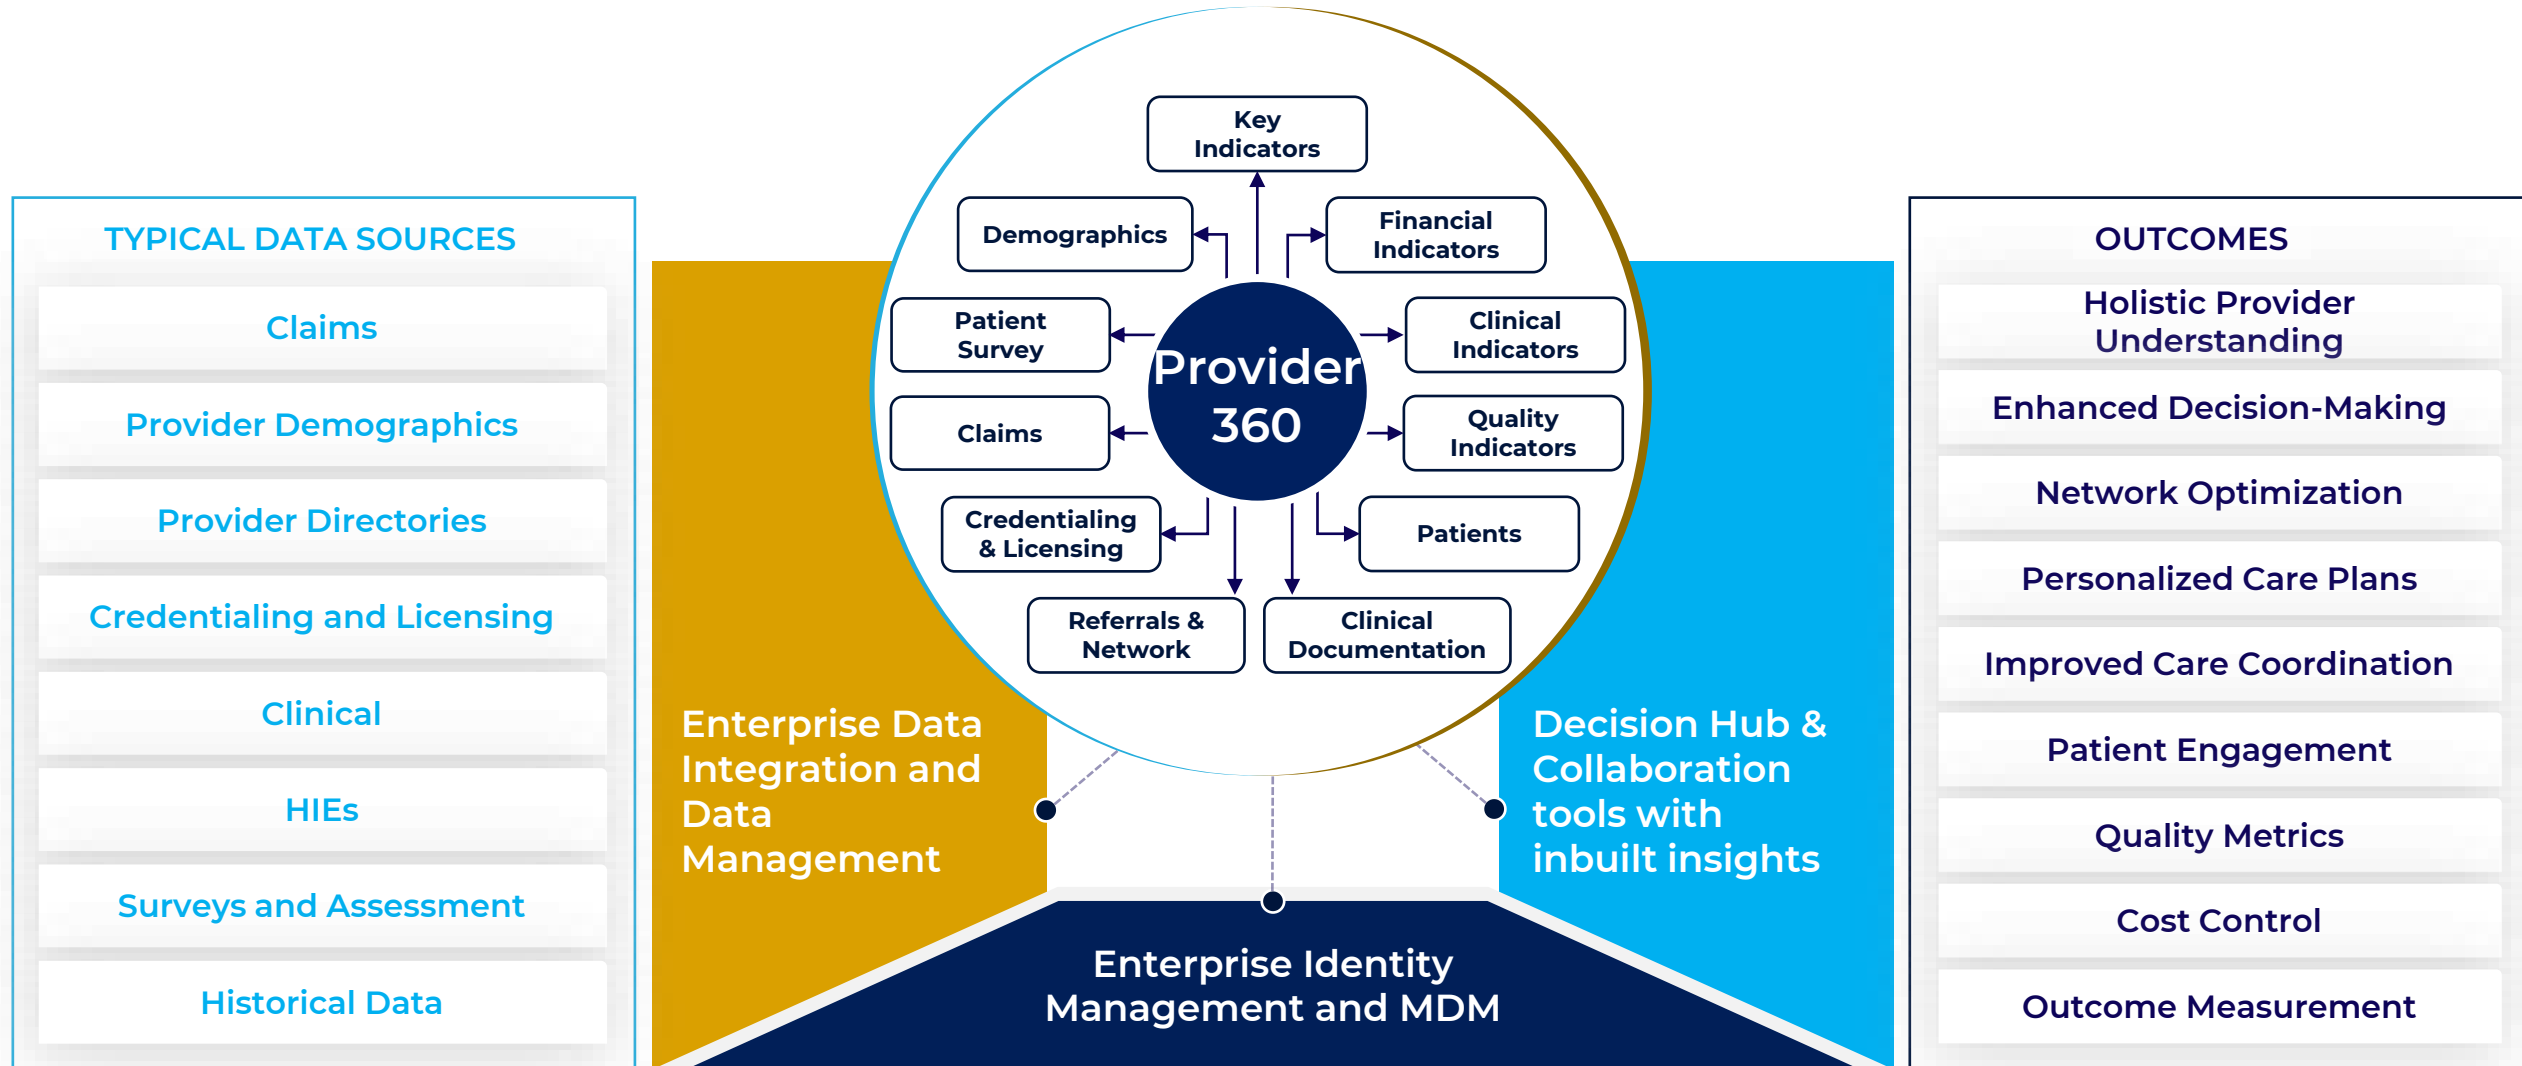 TYPICAL DATA SOURCES
Claims
Provider Demographics
Provider Directories
Credentialing and Licensing
Clinical
HIEs
Surveys and Assessment
Historical Data
Enterprise Data
Integration and
Data
Management
Key
Indicators
Demographics
Financial
Indicators
Patient
Survey
Clinical
Indicators
Provider
360
Claims
Quality
Indicators
Credentialing
& Licensing
Patients
Referrals &
Network
Clinical
Documentation
Enterprise Identity
Management and MDM
Decision Hub &
Collaboration
tools with
inbuilt insights
OUTCOMES
Holistic Provider
Understanding
Enhanced Decision-Making
Network Optimization
Personalized Care Plans
Improved Care Coordination
Patient Engagement
Quality Metrics
Cost Control
Outcome Measurement